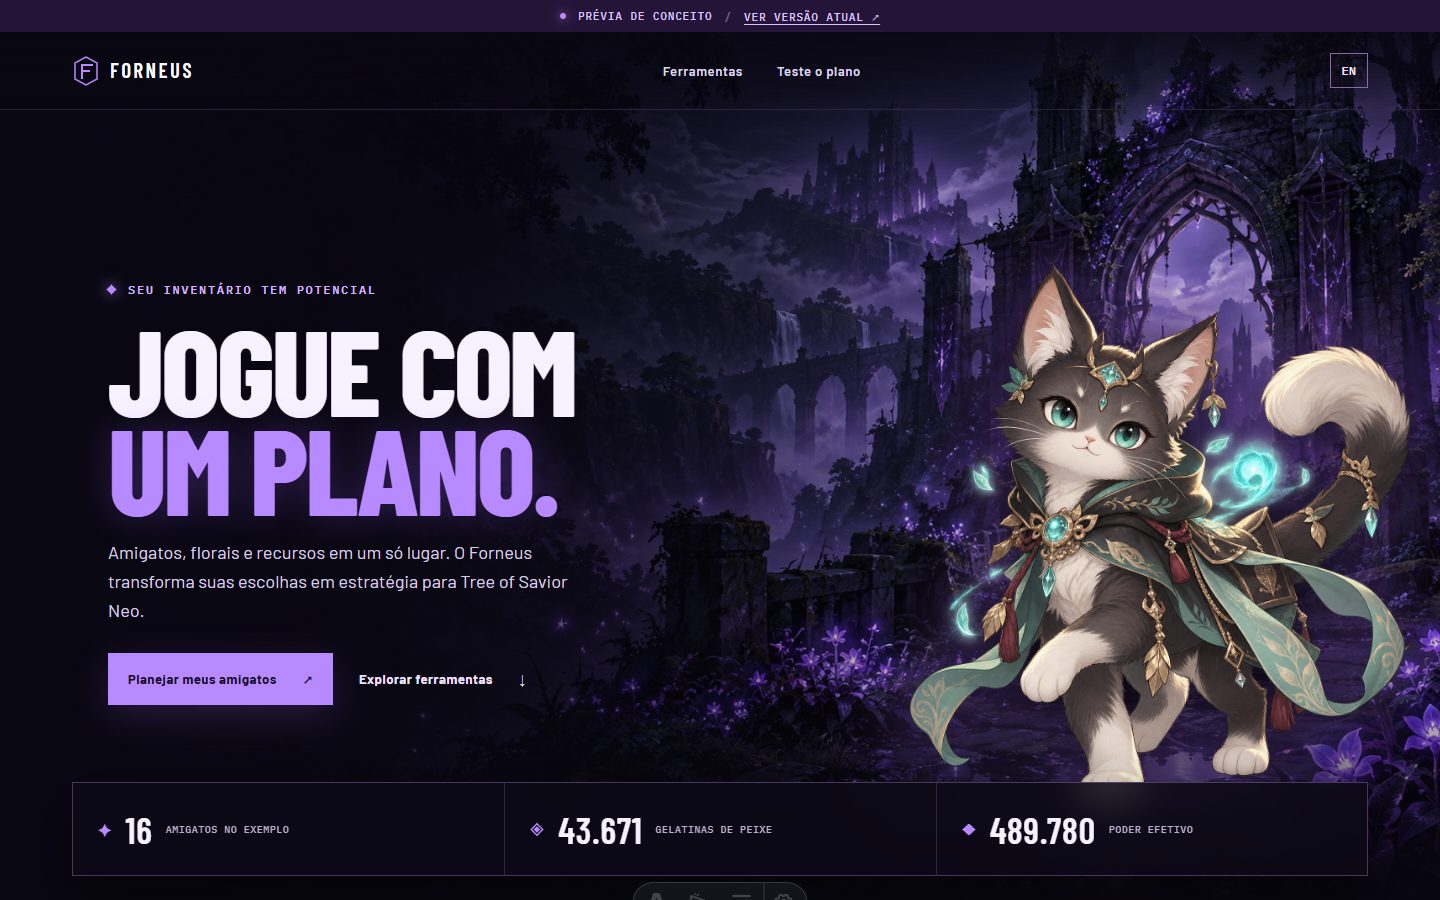 PRÉVIA DE CONCEITO / VER VERSÃO ATUAL ↗
FORNEUS
Ferramentas
Teste o plano
EN
SEU INVENTÁRIO TEM POTENCIAL
JOGUE COM
UM PLANO.
Amigatos, florais e recursos em um só lugar. O Forneus
transforma suas escolhas em estratégia para Tree of Savior
Neo.
Planejar meus amigatos ↗
Explorar ferramentas ↓
16 AMIGATOS NO EXEMPLO
43.671 GELATINAS DE PEIXE
489.780 PODER EFETIVO